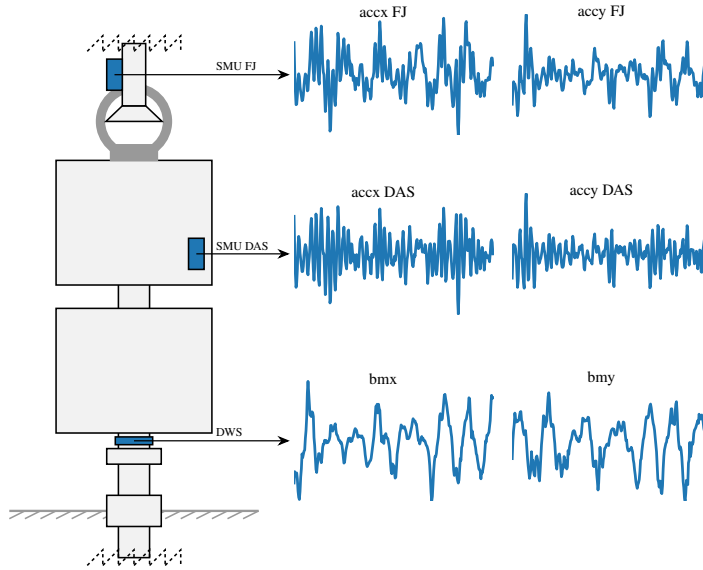 accx FJ
accy FJ
SMU FJ
accx DAS
accy DAS
SMU DAS
bmx
bmy
DWS